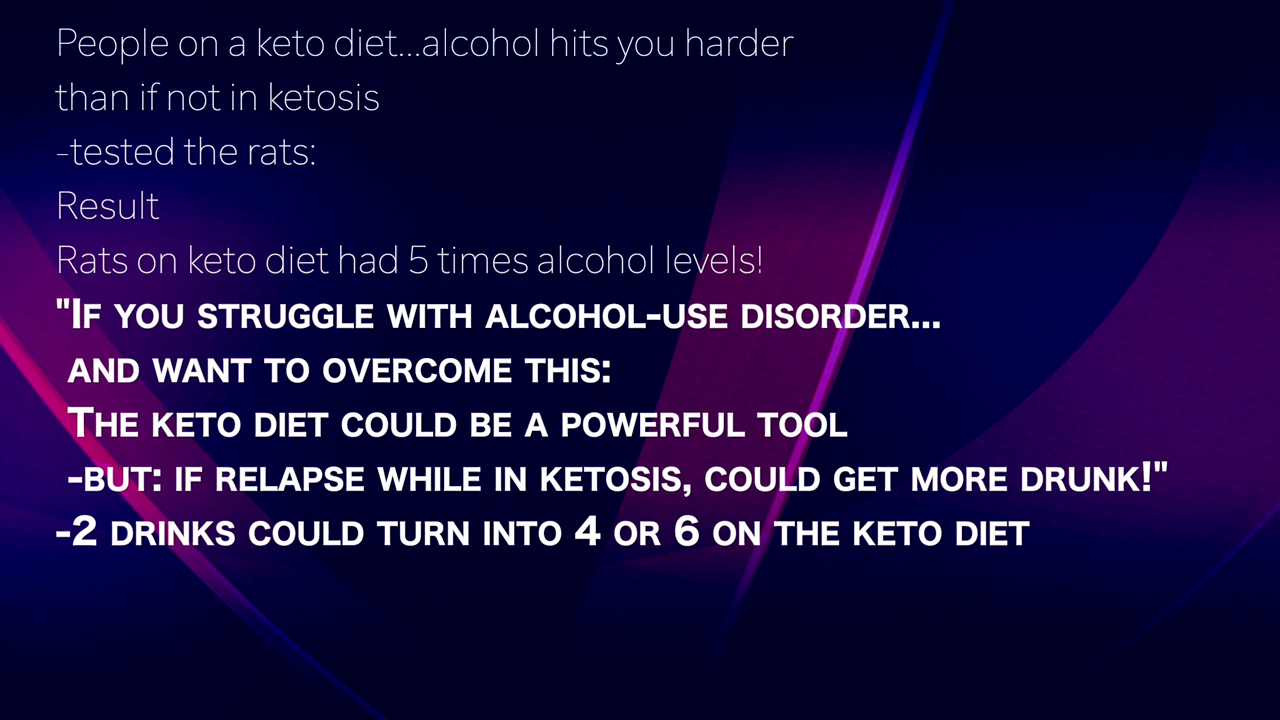 People on a keto diet...alcohol hits you harder
than if not in ketosis
-tested the rats:
Result
Rats on keto diet had 5 times alcohol levels!
"If you struggle with alcohol-use disorder...
and want to overcome this:
The keto diet could be a powerful tool
-but: if relapse while in ketosis, could get more drunk!"
-2 drinks could turn into 4 or 6 on the keto diet